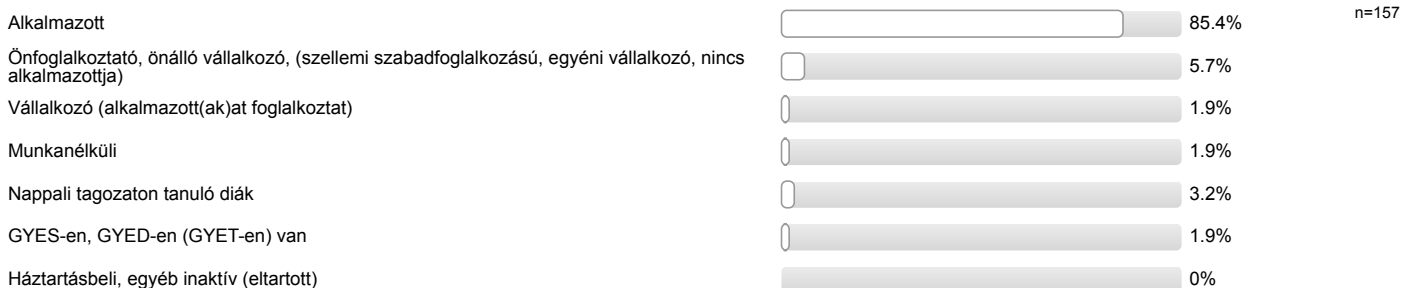 Alkalmazott 85.4% n=157
Önfoglalkoztató, önálló vállalkozó, (szellemi szabadfoglalkozású, egyéni vállalkozó, nincs
alkalmazottja) 5.7%
Vállalkozó (alkalmazott(ak)at foglalkoztat) 1.9%
Munkanélküli 1.9%
Nappali tagozaton tanuló diák 3.2%
GYES-en, GYED-en (GYET-en) van 1.9%
Háztartásbeli, egyéb inaktív (eltartott) 0%